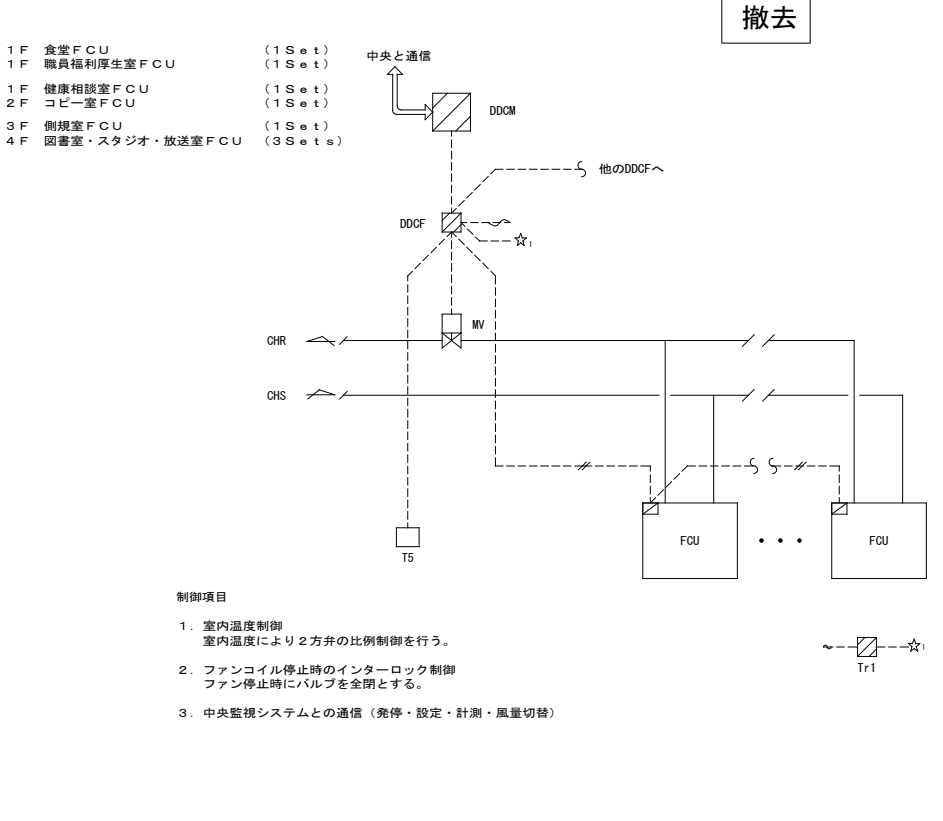 撤去
１Ｆ　食堂ＦＣＵ　（１Ｓｅｔ）
１Ｆ　職員福利厚生室ＦＣＵ　（１Ｓｅｔ）
１Ｆ　健康相談室ＦＣＵ　（１Ｓｅｔ）
２Ｆ　コピー室ＦＣＵ　（１Ｓｅｔ）
３Ｆ　側規室ＦＣＵ　（１Ｓｅｔ）
４Ｆ　図書室・スタジオ・放送室ＦＣＵ　（３Ｓｅｔｓ）
中央と通信
DDCM
他のDDCFへ
DDCF
☆1
MV
CHR
CHS
FCU
・・・
FCU
T5
制御項目
１．室内温度制御
室内温度により２方弁の比例制御を行う。
２．ファンコイル停止時のインターロック制御
ファン停止時にバルブを全閉とする。
３．中央監視システムとの通信（発停・設定・計測・風量切替）
☆1
Tr1